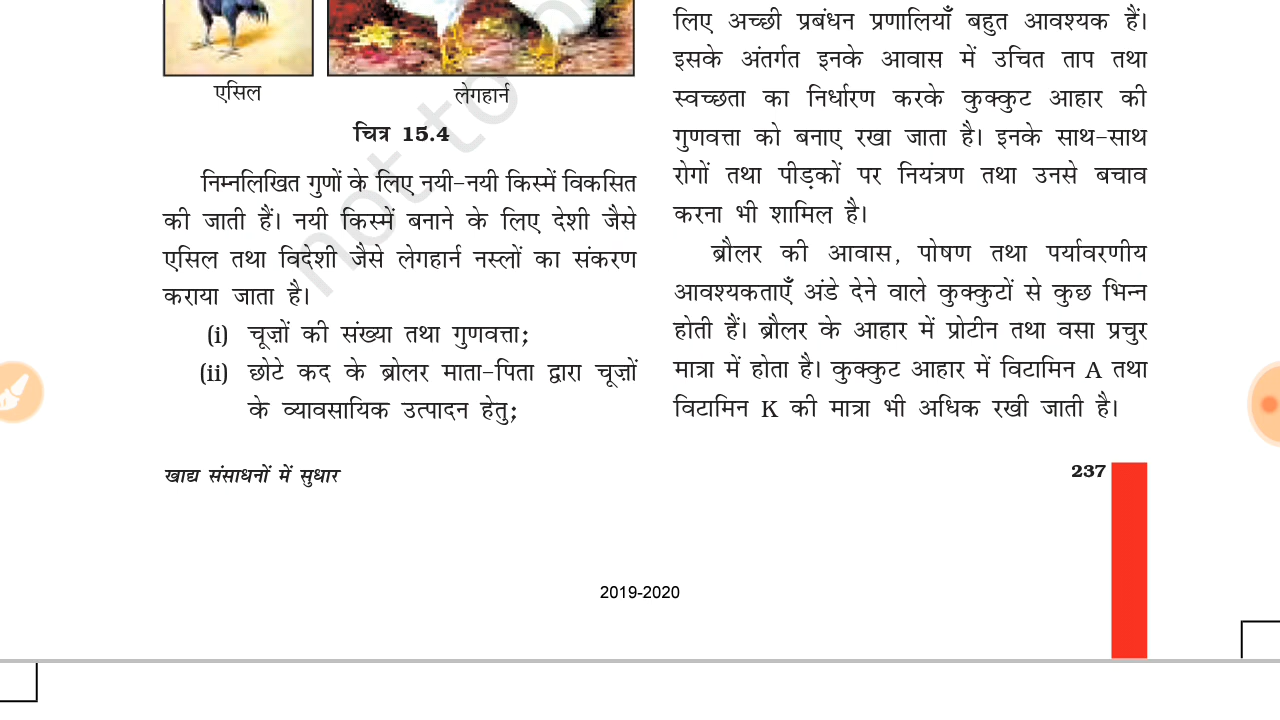 एसिल
लेगहार्न
चित्र 15.4
निम्नलिखित गुणों के लिए नयी-नयी किस्में विकसित
की जाती हैं। नयी किस्में बनाने के लिए देशी जैसे
एसिल तथा विदेशी जैसे लेगहार्न नस्लों का संकरण
कराया जाता है।
(i) चूज़ों की संख्या तथा गुणवत्ता;
(ii) छोटे कद के ब्रोलर माता-पिता द्वारा चूज़ों
के व्यावसायिक उत्पादन हेतु;
लिए अच्छी प्रबंधन प्रणालियाँ बहुत आवश्यक हैं।
इसके अंतर्गत इनके आवास में उचित ताप तथा
स्वच्छता का निर्धारण करके कुक्कुट आहार की
गुणवत्ता को बनाए रखा जाता है। इनके साथ-साथ
रोगों तथा पीड़कों पर नियंत्रण तथा उनसे बचाव
करना भी शामिल है।
ब्रौलर की आवास, पोषण तथा पर्यावरणीय
आवश्यकताएँ अंडे देने वाले कुक्कुटों से कुछ भिन्न
होती हैं। ब्रौलर के आहार में प्रोटीन तथा वसा प्रचुर
मात्रा में होता है। कुक्कुट आहार में विटामिन A तथा
विटामिन K की मात्रा भी अधिक रखी जाती है।
खाद्य संसाधनों में सुधार
237
2019-2020
not to